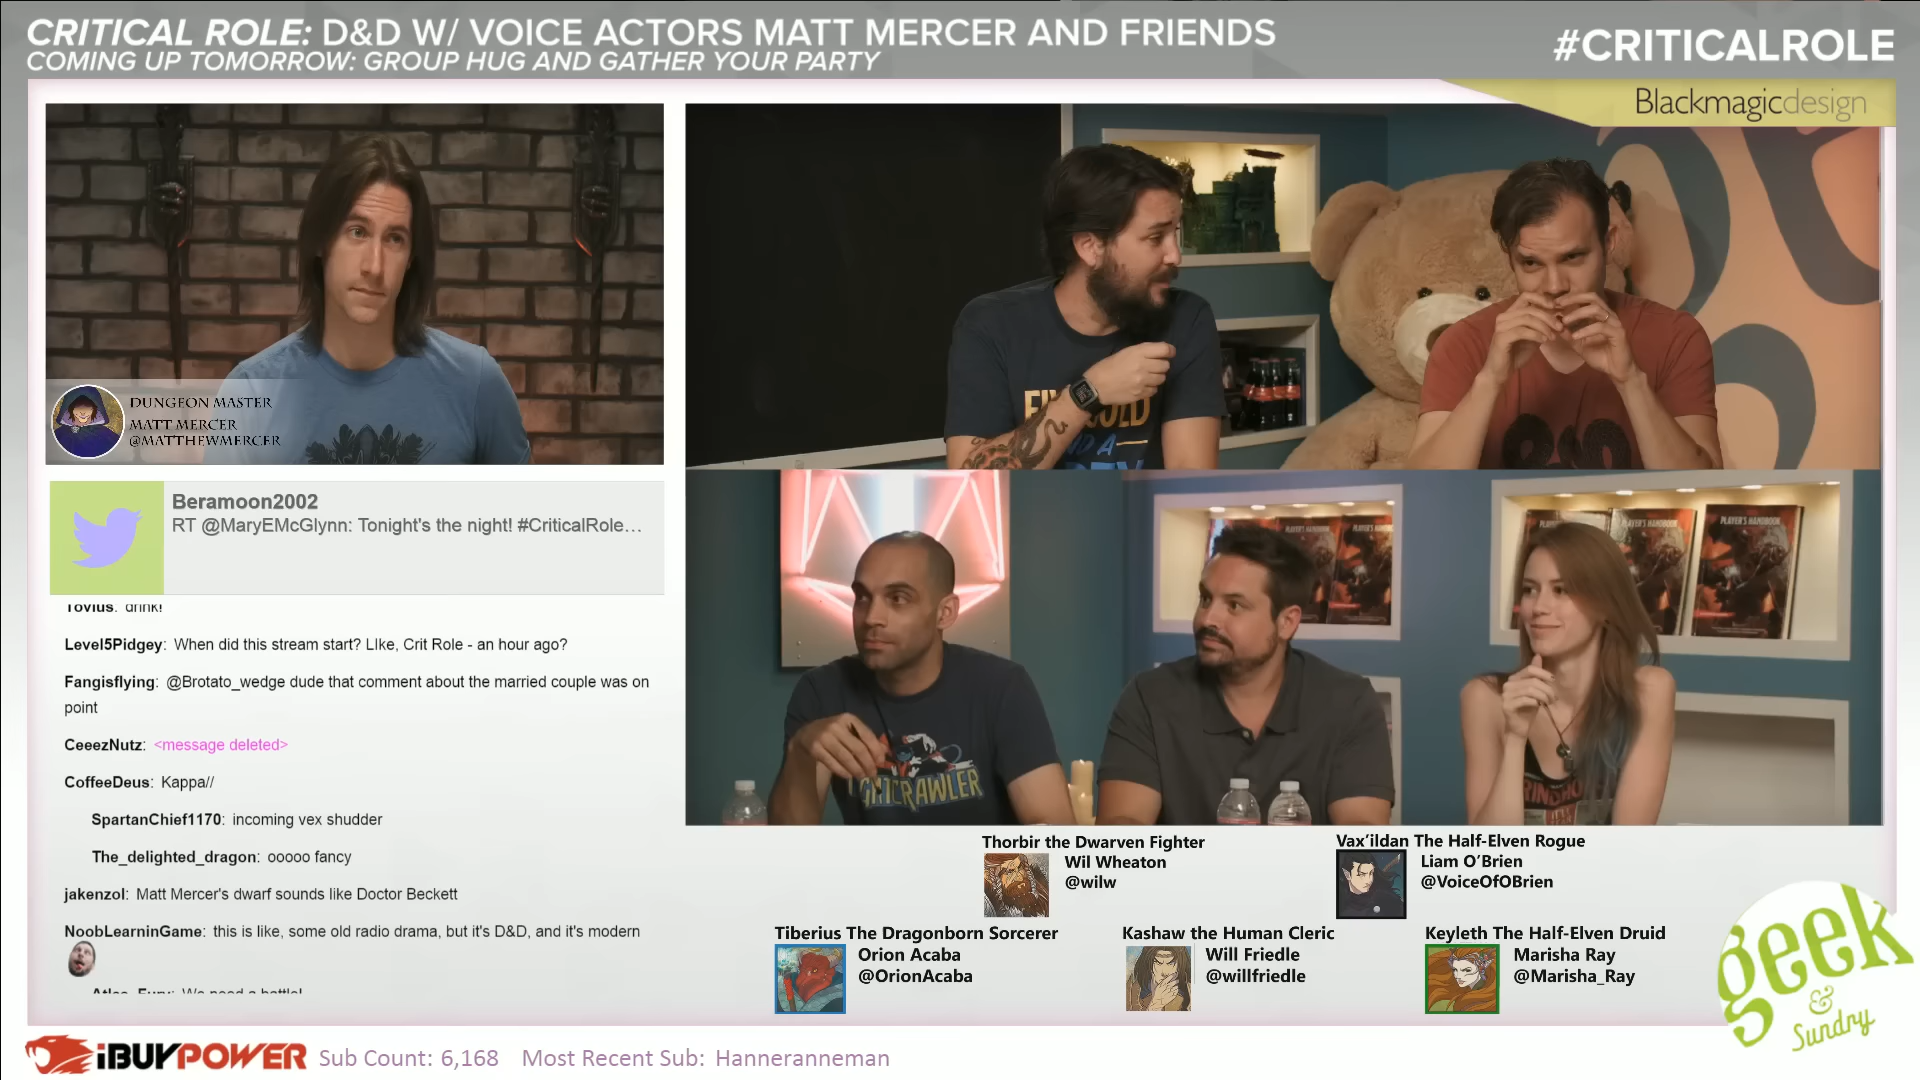 CRITICAL ROLE: D&D W/ VOICE ACTORS MATT MERCER AND FRIENDS
COMING UP TOMORROW: GROUP HUG AND GATHER YOUR PARTY
#CRITICALROLE
Blackmagicdesign
DUNGEON MASTER
MATT MERCER
@MATTHEWMERCER
Beramoon2002
RT @MaryEMcGlynn: Tonight's the night! #CriticalRole…
Tovius: drink!
Level5Pidgey: When did this stream start? LIke, Crit Role - an hour ago?
Fangisflying: @Brotato_wedge dude that comment about the married couple was on
point
CeeezNutz: <message deleted>
CoffeeDeus: Kappa//
SpartanChief1170: incoming vex shudder
The_delighted_dragon: ooooo fancy
jakenzol: Matt Mercer's dwarf sounds like Doctor Beckett
NoobLearninGame: this is like, some old radio drama, but it's D&D, and it's modern
PLAYER'S HANDBOOK
Thorbir the Dwarven Fighter
Wil Wheaton
@wilw
Vax'ildan The Half-Elven Rogue
Liam O'Brien
@VoiceOfOBrien
Tiberius The Dragonborn Sorcerer
Orion Acaba
@OrionAcaba
Kashaw the Human Cleric
Will Friedle
@willfriedle
Keyleth The Half-Elven Druid
Marisha Ray
@Marisha_Ray
geek
&
Sundry
iBUYPOWER
Sub Count: 6,168 Most Recent Sub: Hanneranneman